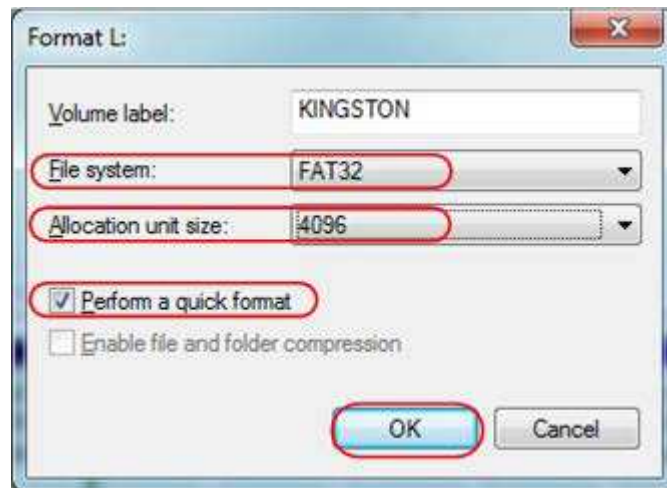 Format L:
Volume label: KINGSTON
File system: FAT32
Allocation unit size: 4096
Perform a quick format
Enable file and folder compression
OK Cancel